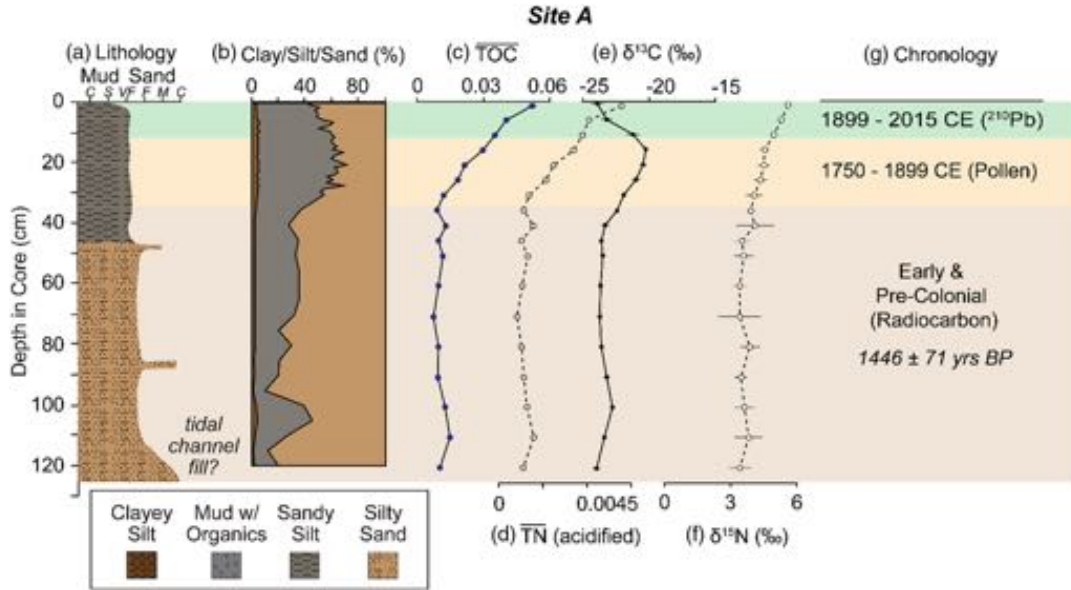 Site A
(a) Lithology
(b) Clay/Silt/Sand (%)
(c) TOC
(e) δ¹³C (‰)
(g) Chronology
Mud Sand
C S VF F M C
0 20 40 60 80 100
0 0.03 0.06
-25 -20 -15
0
20
40
60
80
100
120
Depth in Core (cm)
1899 - 2015 CE (²¹⁰Pb)
1750 - 1899 CE (Pollen)
Early &
Pre-Colonial
(Radiocarbon)
1446 ± 71 yrs BP
tidal
channel
fill?
0 0.0045
0 3 6
(d) TN (acidified)
(f) δ¹⁵N (‰)
Clayey Silt
Mud w/ Organics
Sandy Silt
Silty Sand